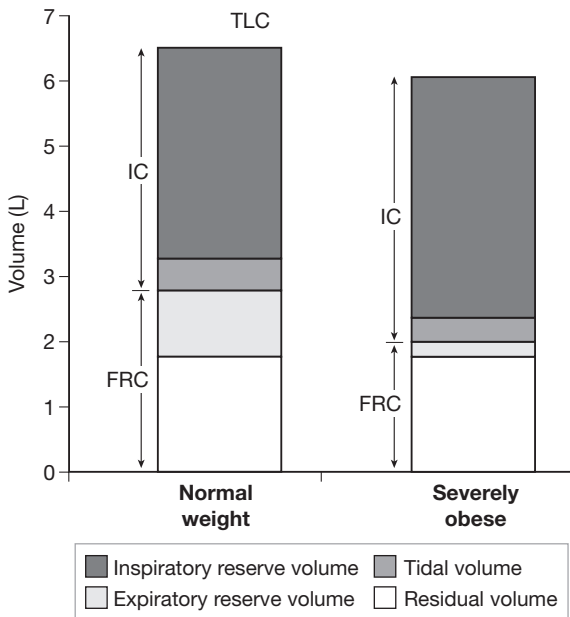 TLC
7
6
5
4
3
2
1
0
Volume (L)
IC
FRC
IC
FRC
Normal
weight
Severely
obese
Inspiratory reserve volume
Tidal volume
Expiratory reserve volume
Residual volume